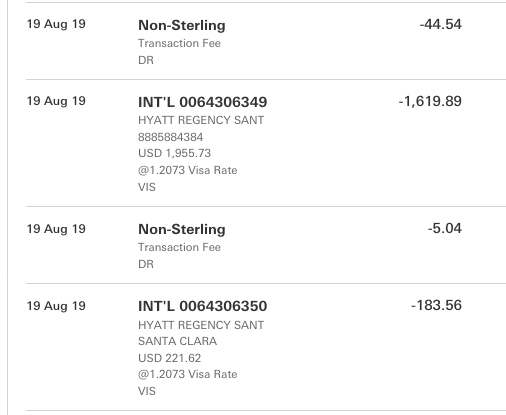 19 Aug 19 Non-Sterling -44.54
Transaction Fee
DR
19 Aug 19 INT'L 0064306349 -1,619.89
HYATT REGENCY SANT
8885884384
USD 1,955.73
@1.2073 Visa Rate
VIS
19 Aug 19 Non-Sterling -5.04
Transaction Fee
DR
19 Aug 19 INT'L 0064306350 -183.56
HYATT REGENCY SANT
SANTA CLARA
USD 221.62
@1.2073 Visa Rate
VIS